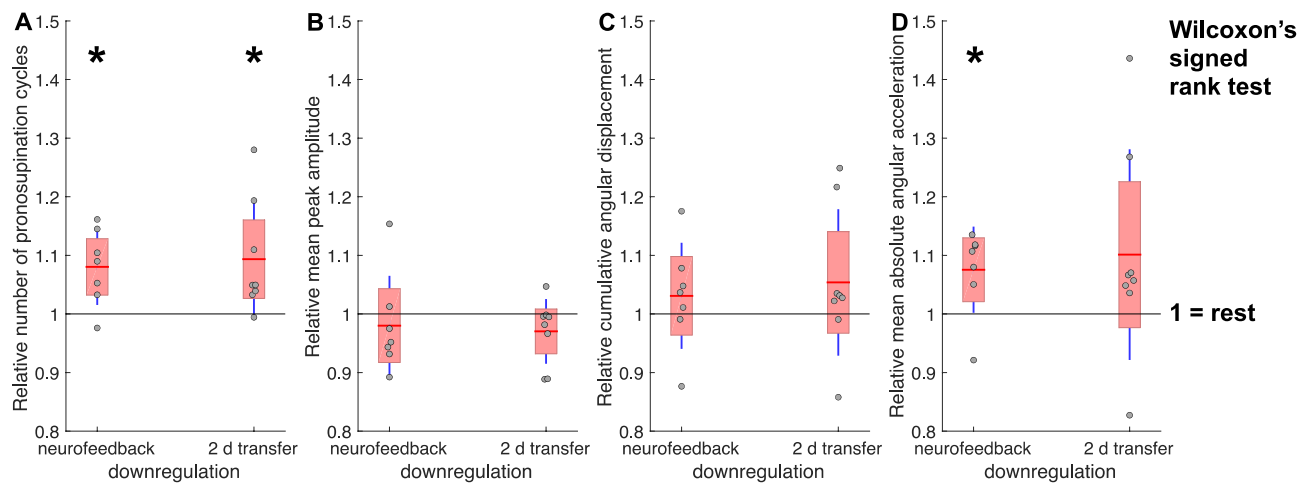 A
Relative number of pronosupination cycles
1.5
1.4
1.3
1.2
1.1
1
0.9
0.8
*
*
neurofeedback
2 d transfer
downregulation
B
Relative mean peak amplitude
1.5
1.4
1.3
1.2
1.1
1
0.9
0.8
neurofeedback
2 d transfer
downregulation
C
Relative cumulative angular displacement
1.5
1.4
1.3
1.2
1.1
1
0.9
0.8
neurofeedback
2 d transfer
downregulation
D
Relative mean absolute angular acceleration
1.5
1.4
1.3
1.2
1.1
1
0.9
0.8
*
neurofeedback
2 d transfer
downregulation
Wilcoxon’s
signed
rank test
1 = rest